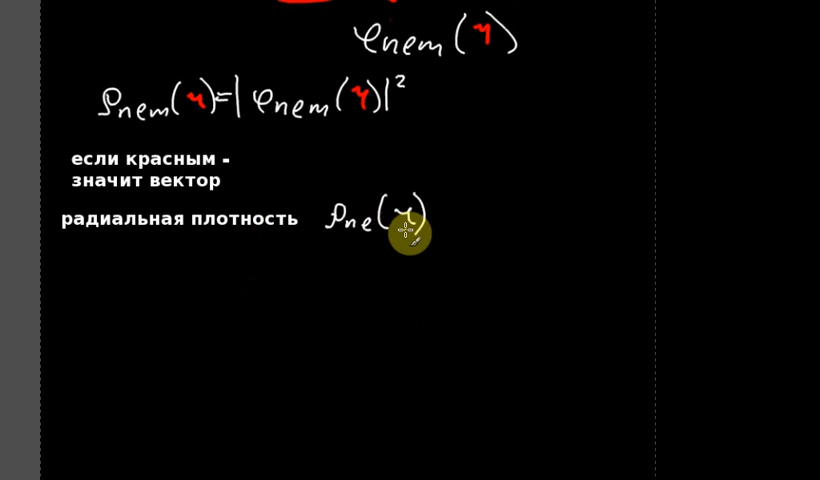 φnem(r)
ρnem(r)=|φnem(r)|²
если красным -
значит вектор
радиальная плотность ρne(r)